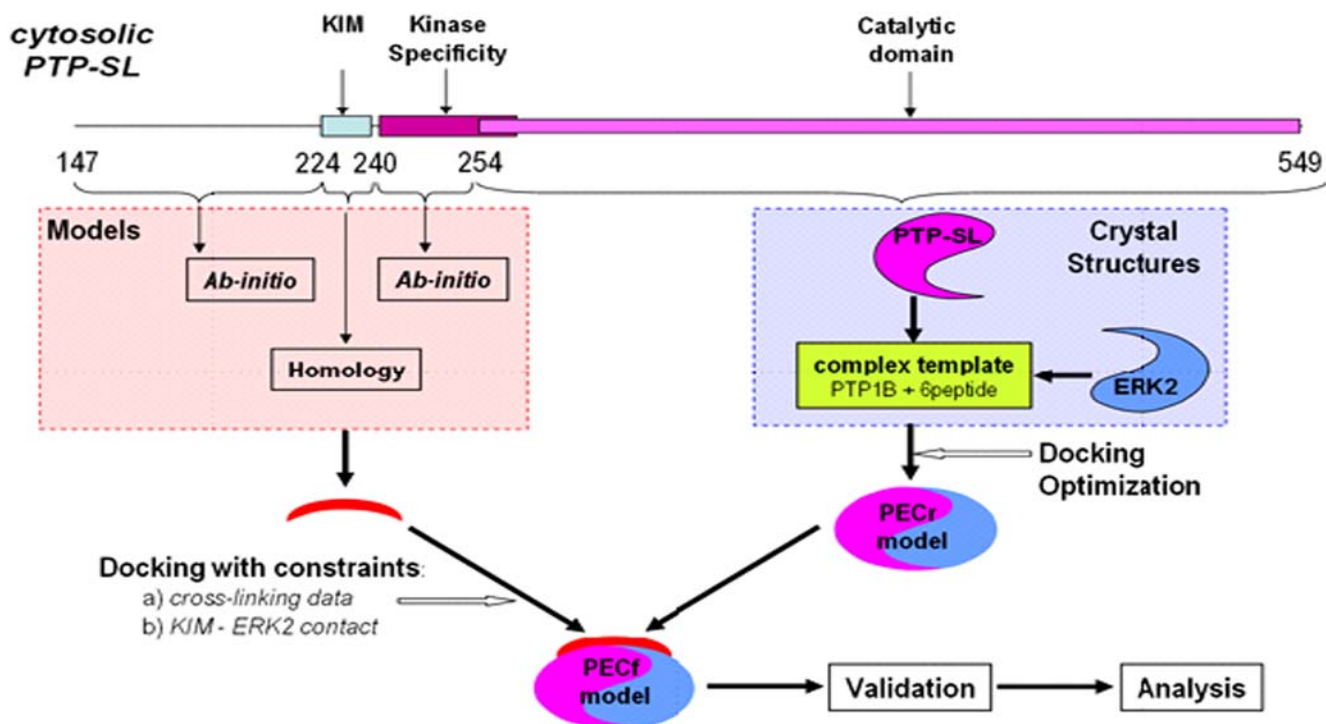 cytosolic
PTP-SL
KIM
Kinase
Specificity
Catalytic
domain
147
224
240
254
549
Models
Ab-initio
Ab-initio
Homology
PTP-SL
Crystal
Structures
complex template
PTP1B + 6peptide
ERK2
Docking
Optimization
PECr
model
Docking with constraints:
a) cross-linking data
b) KIM - ERK2 contact
PECf
model
Validation
Analysis